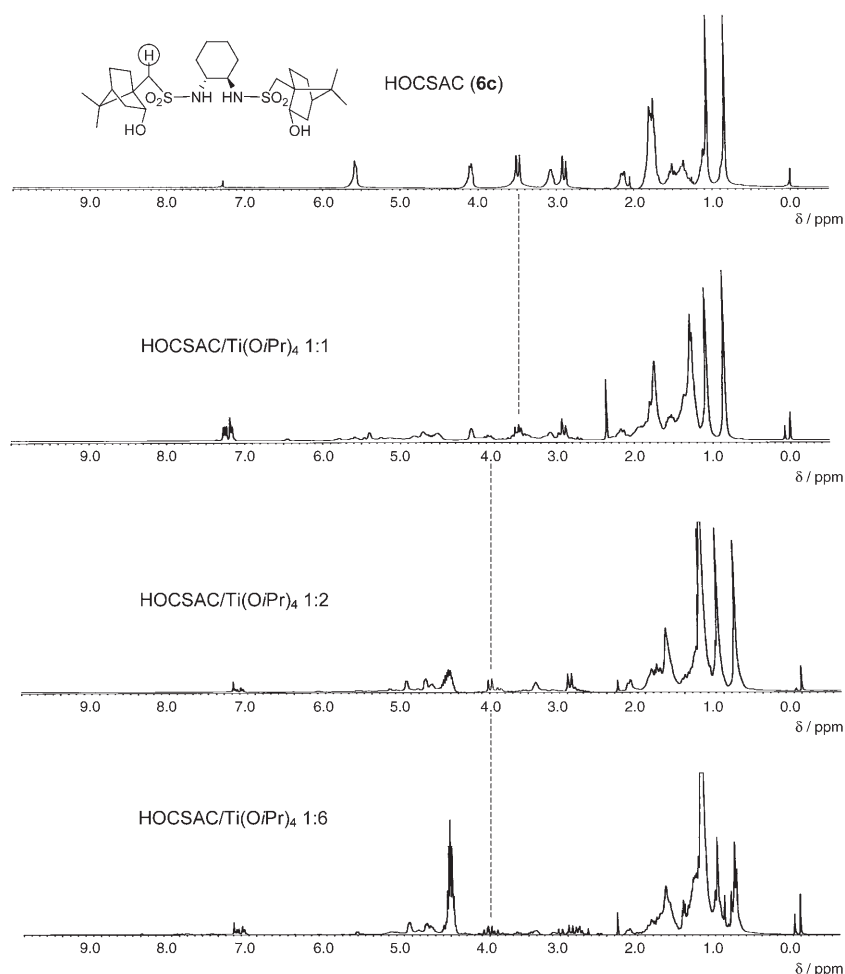 H
O₂S
NH
HN
SO₂
HO
OH
HOCSAC (6c)
9.0 8.0 7.0 6.0 5.0 4.0 3.0 2.0 1.0 0.0
δ / ppm
HOCSAC/Ti(OiPr)₄ 1:1
9.0 8.0 7.0 6.0 5.0 4.0 3.0 2.0 1.0 0.0
δ / ppm
HOCSAC/Ti(OiPr)₄ 1:2
9.0 8.0 7.0 6.0 5.0 4.0 3.0 2.0 1.0 0.0
δ / ppm
HOCSAC/Ti(OiPr)₄ 1:6
9.0 8.0 7.0 6.0 5.0 4.0 3.0 2.0 1.0 0.0
δ / ppm